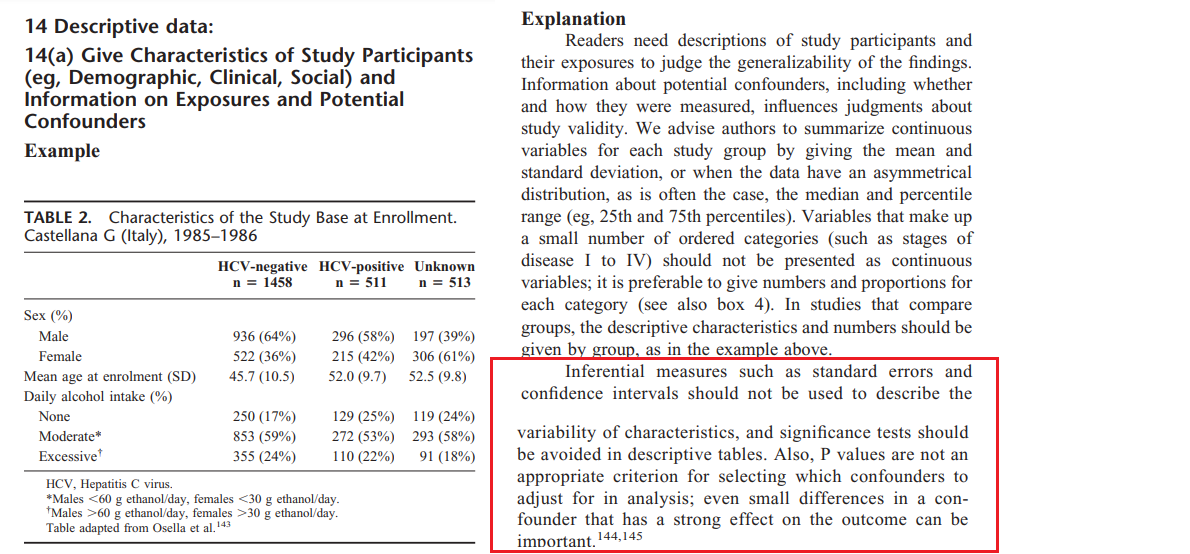 14 Descriptive data:
14(a) Give Characteristics of Study Participants
(eg, Demographic, Clinical, Social) and
Information on Exposures and Potential
Confounders
Example
TABLE 2. Characteristics of the Study Base at Enrollment.
Castellana G (Italy), 1985–1986
HCV-negative HCV-positive Unknown
n = 1458 n = 511 n = 513
Sex (%)
Male 936 (64%) 296 (58%) 197 (39%)
Female 522 (36%) 215 (42%) 306 (61%)
Mean age at enrolment (SD) 45.7 (10.5) 52.0 (9.7) 52.5 (9.8)
Daily alcohol intake (%)
None 250 (17%) 129 (25%) 119 (24%)
Moderate* 853 (59%) 272 (53%) 293 (58%)
Excessive† 355 (24%) 110 (22%) 91 (18%)
HCV, Hepatitis C virus.
*Males <60 g ethanol/day, females <30 g ethanol/day.
†Males >60 g ethanol/day, females >30 g ethanol/day.
Table adapted from Osella et al.143
Explanation
Readers need descriptions of study participants and
their exposures to judge the generalizability of the findings.
Information about potential confounders, including whether
and how they were measured, influences judgments about
study validity. We advise authors to summarize continuous
variables for each study group by giving the mean and
standard deviation, or when the data have an asymmetrical
distribution, as is often the case, the median and percentile
range (eg, 25th and 75th percentiles). Variables that make up
a small number of ordered categories (such as stages of
disease I to IV) should not be presented as continuous
variables; it is preferable to give numbers and proportions for
each category (see also box 4). In studies that compare
groups, the descriptive characteristics and numbers should be
given by group, as in the example above.
Inferential measures such as standard errors and
confidence intervals should not be used to describe the
variability of characteristics, and significance tests should
be avoided in descriptive tables. Also, P values are not an
appropriate criterion for selecting which confounders to
adjust for in analysis; even small differences in a con-
founder that has a strong effect on the outcome can be
important.144,145